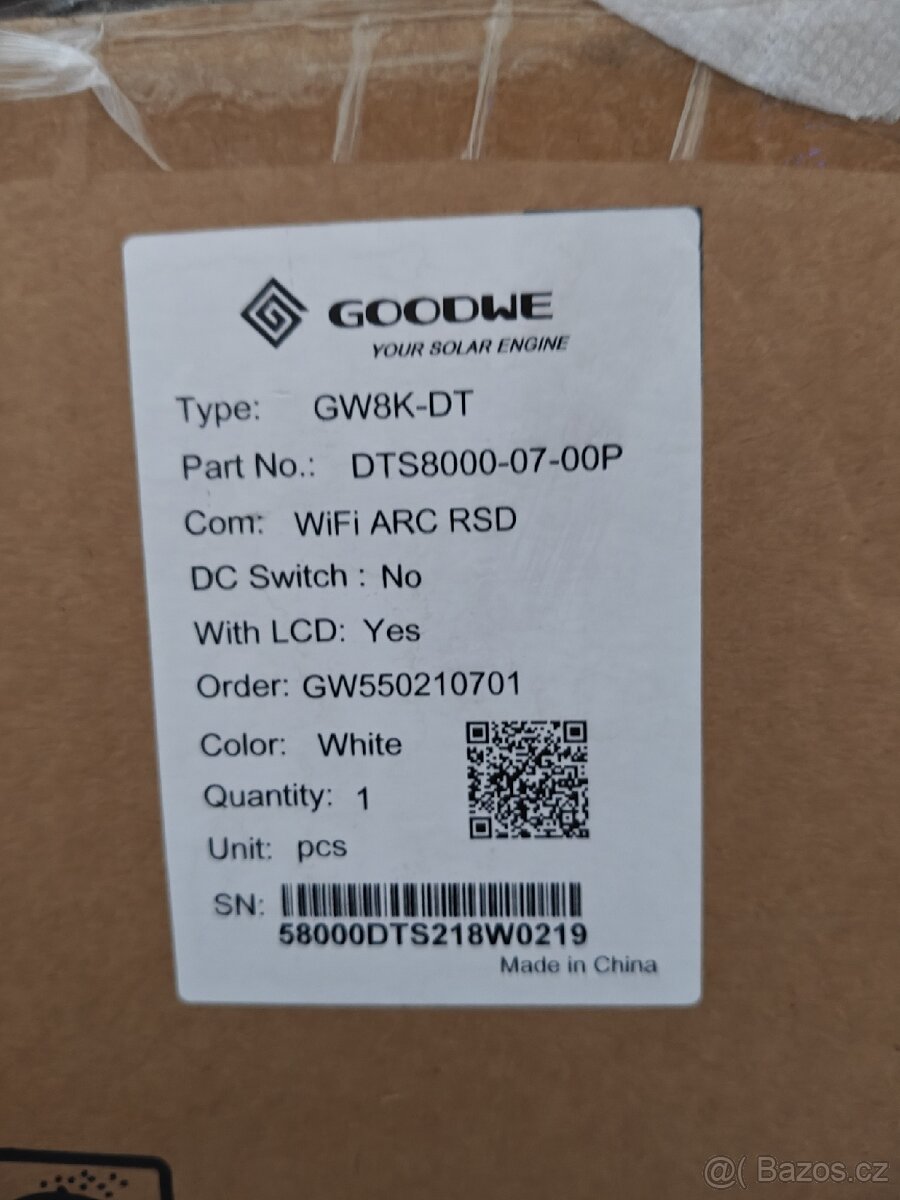 GOODWE
YOUR SOLAR ENGINE
Type: GW8K-DT
Part No.: DTS8000-07-00P
Com: WiFi ARC RSD
DC Switch : No
With LCD: Yes
Order: GW550210701
Color: White
Quantity: 1
Unit: pcs
SN:
58000DTS218W0219
Made in China
@( Bazos.cz